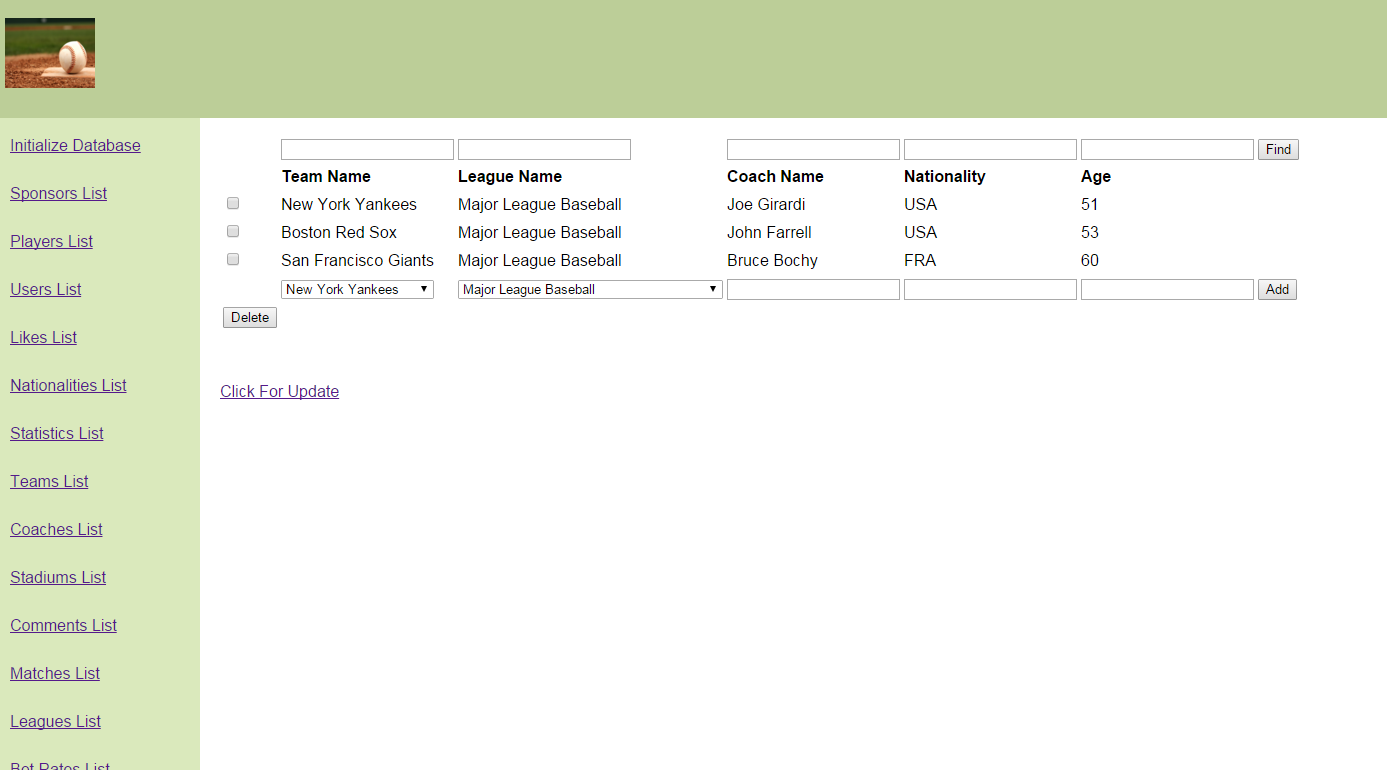 Initialize Database
Sponsors List
Players List
Users List
Likes List
Nationalities List
Statistics List
Teams List
Coaches List
Stadiums List
Comments List
Matches List
Leagues List
Bet Rates List
Find
Team Name League Name Coach Name Nationality Age
New York Yankees Major League Baseball Joe Girardi USA 51
Boston Red Sox Major League Baseball John Farrell USA 53
San Francisco Giants Major League Baseball Bruce Bochy FRA 60
New York Yankees Major League Baseball Add
Delete
Click For Update